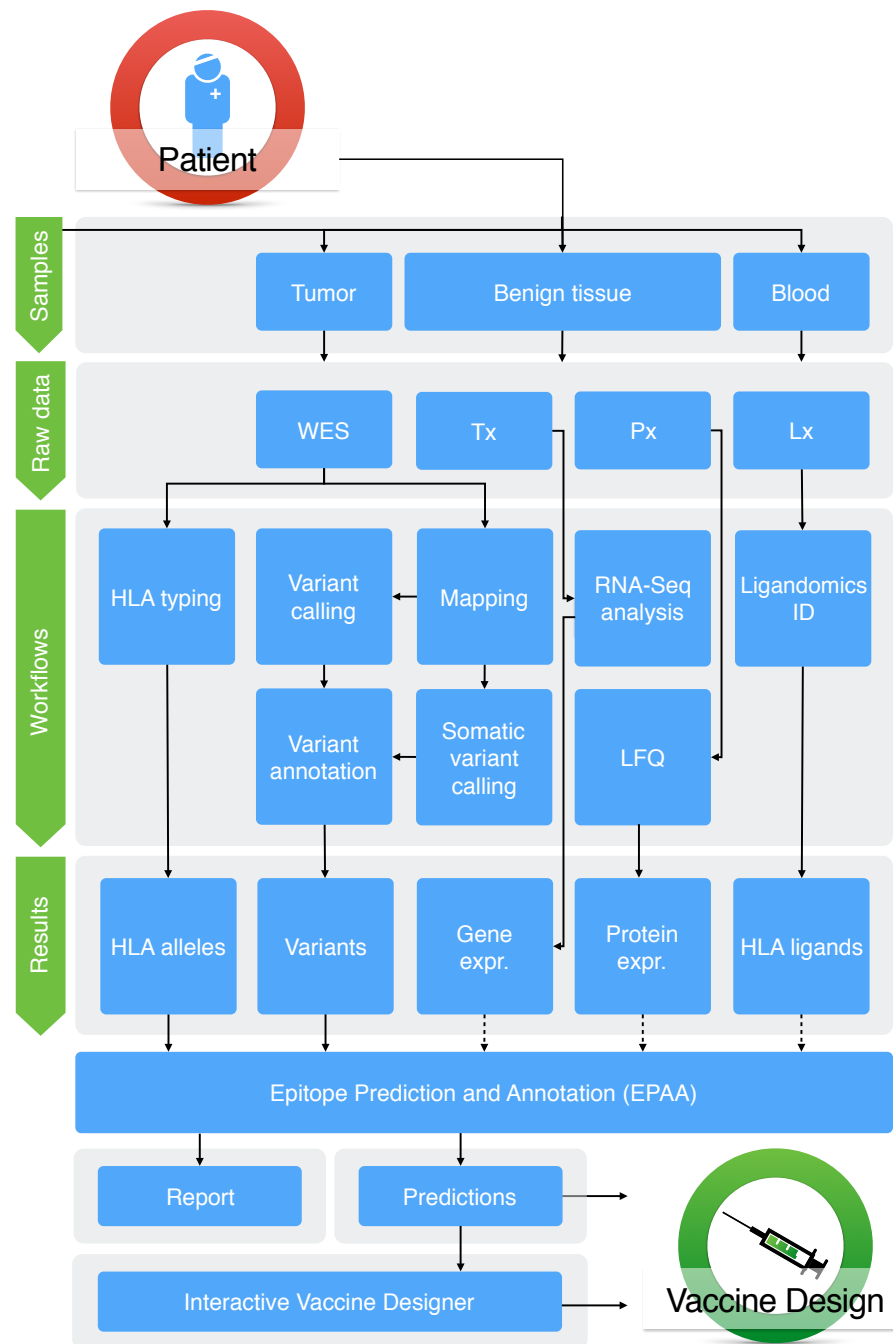 Patient
Samples
Tumor
Benign tissue
Blood
Raw data
WES
Tx
Px
Lx
Workflows
HLA typing
Variant
calling
Mapping
RNA-Seq
analysis
Ligandomics
ID
Variant
annotation
Somatic
variant
calling
LFQ
Results
HLA alleles
Variants
Gene
expr.
Protein
expr.
HLA ligands
Epitope Prediction and Annotation (EPAA)
Report
Predictions
Interactive Vaccine Designer
Vaccine Design